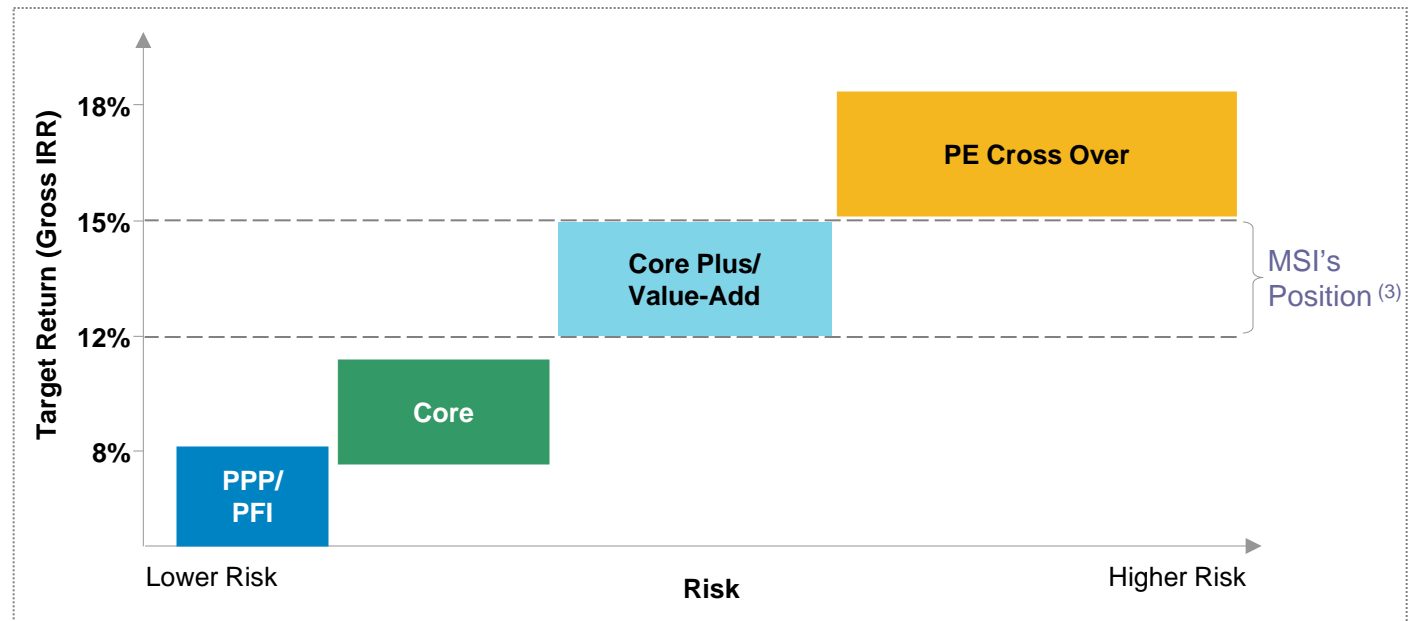 Target Return (Gross IRR)
18%
15%
12%
8%
PE Cross Over
Core Plus/
Value-Add
MSI’s
Position (3)
Core
PPP/
PFI
Lower Risk
Risk
Higher Risk